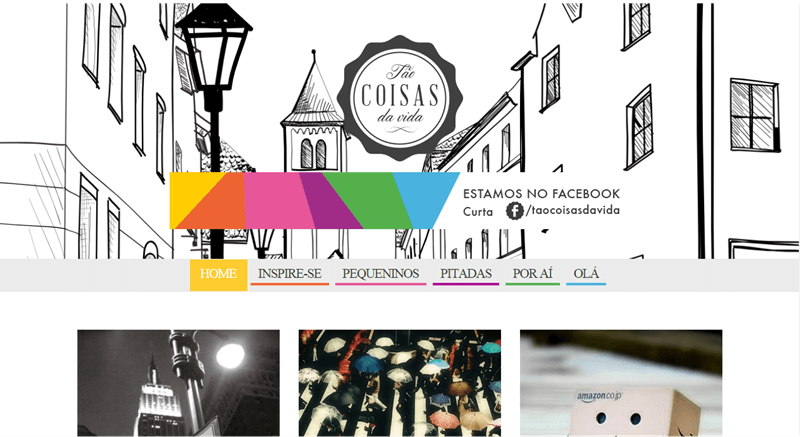 Tão
COISAS
da vida
ESTAMOS NO FACEBOOK
Curta f/taocoisasdavida
HOME INSPIRE-SE PEQUENINOS PITADAS POR AÍ OLÁ
amazon.co.jp